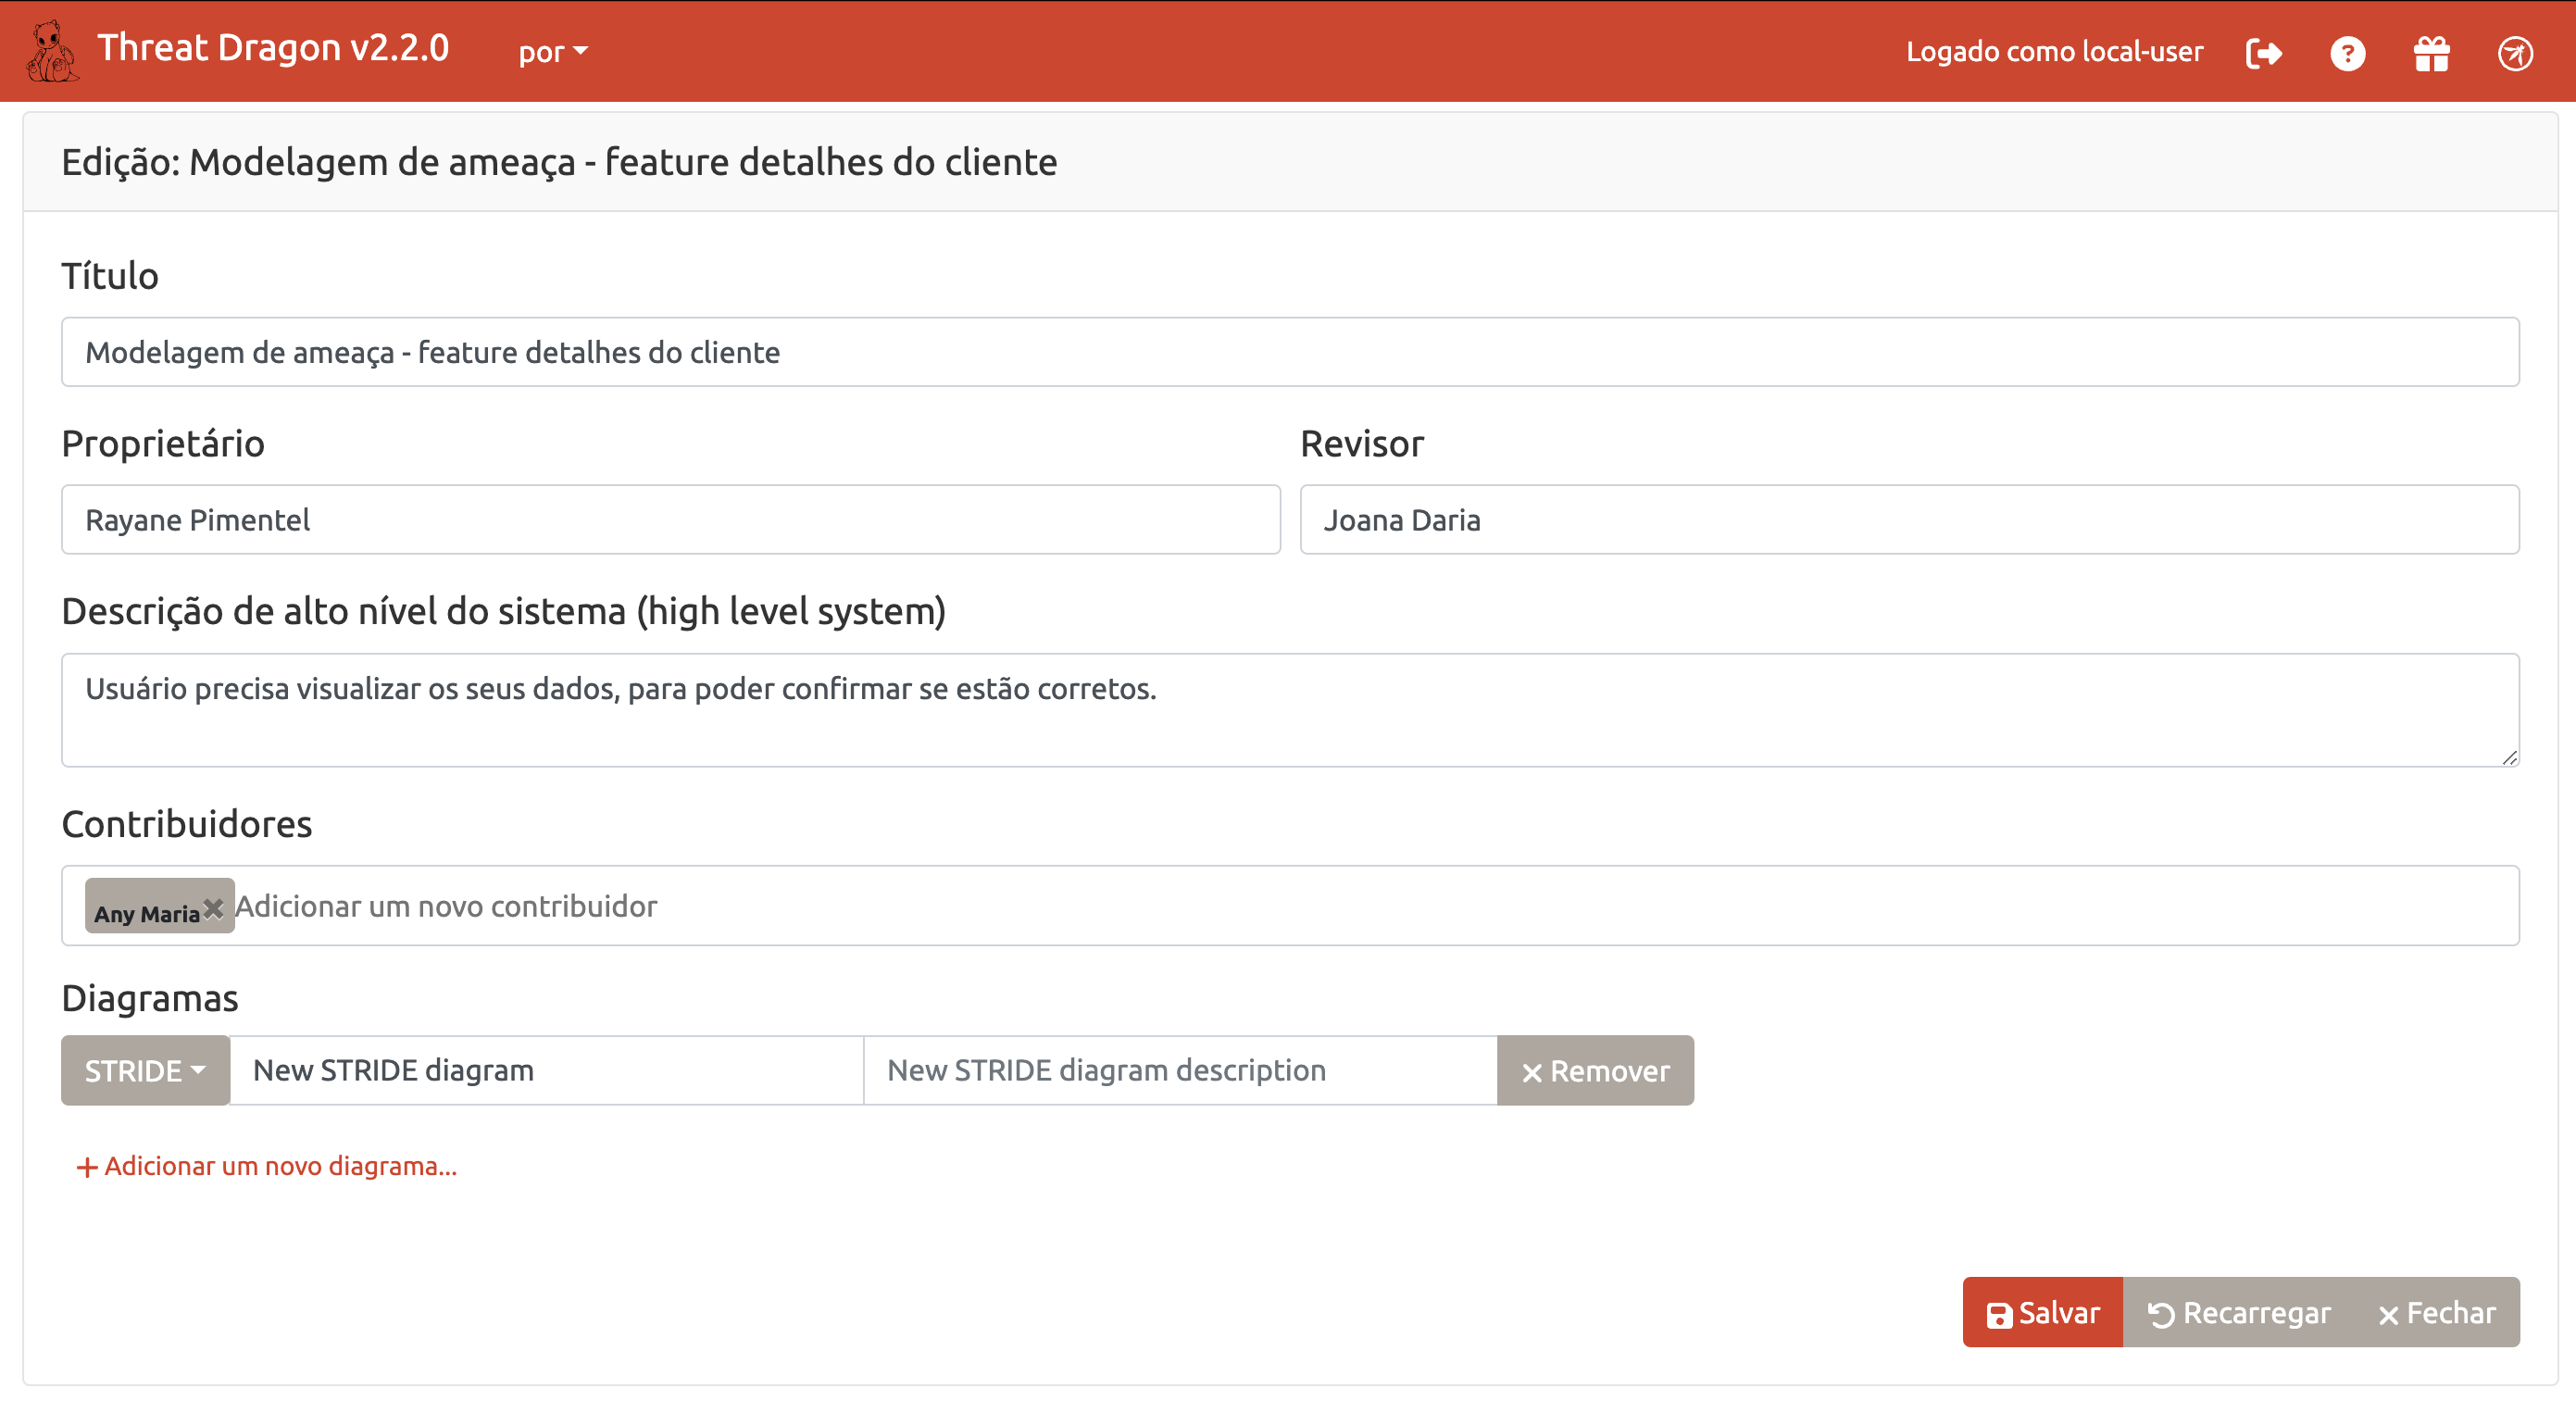 Threat Dragon v2.2.0
por
Logado como local-user
Edição: Modelagem de ameaça - feature detalhes do cliente
Título
Modelagem de ameaça - feature detalhes do cliente
Proprietário
Revisor
Rayane Pimentel
Joana Daria
Descrição de alto nível do sistema (high level system)
Usuário precisa visualizar os seus dados, para poder confirmar se estão corretos.
Contribuidores
Any Maria
Adicionar um novo contribuidor
Diagramas
STRIDE
New STRIDE diagram
New STRIDE diagram description
Remover
Adicionar um novo diagrama...
Salvar
Recarregar
Fechar